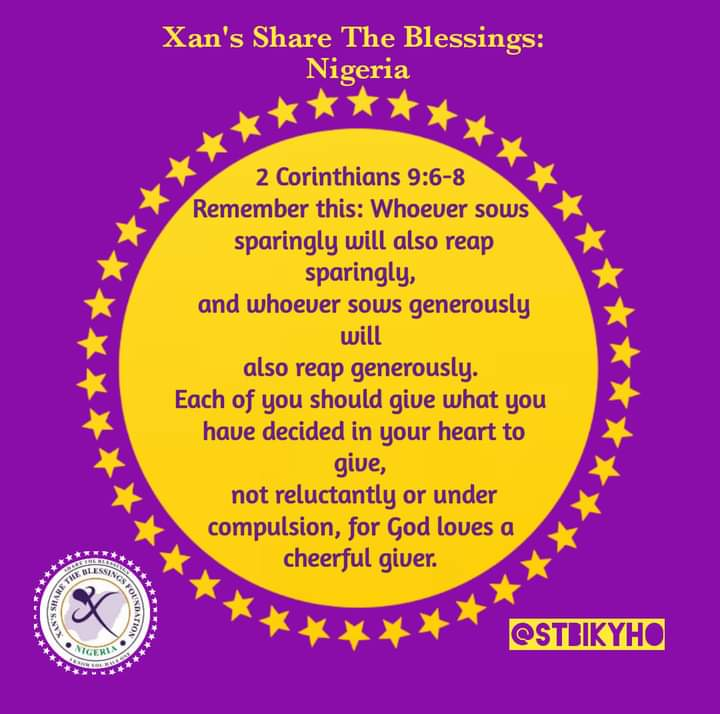 Xan's Share The Blessings:
Nigeria
2 Corinthians 9:6-8
Remember this: Whoever sows
sparingly will also reap
sparingly,
and whoever sows generously
will
also reap generously.
Each of you should give what you
have decided in your heart to
give,
not reluctantly or under
compulsion, for God loves a
cheerful giver.
SHARE THE BLESSING
XAN'S SHARE THE BLESSINGS FOUNDATION
NIGERIA
@STBIKYHO